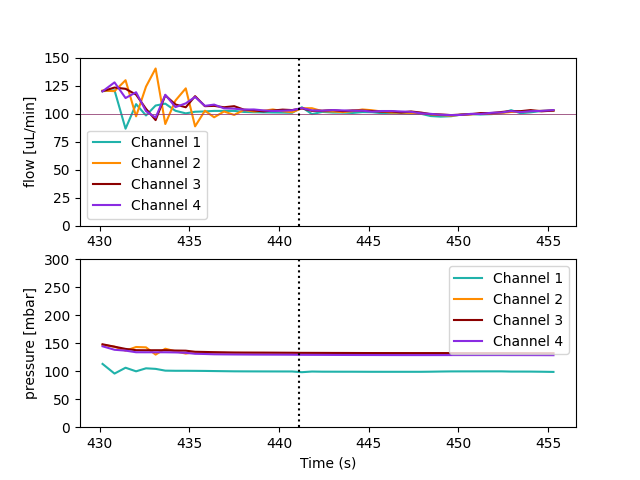 150
125
100
75
50
25
0
flow [uL/min]
Channel 1
Channel 2
Channel 3
Channel 4
430 435 440 445 450 455
300
250
200
150
100
50
0
pressure [mbar]
Channel 1
Channel 2
Channel 3
Channel 4
430 435 440 445 450 455
Time (s)